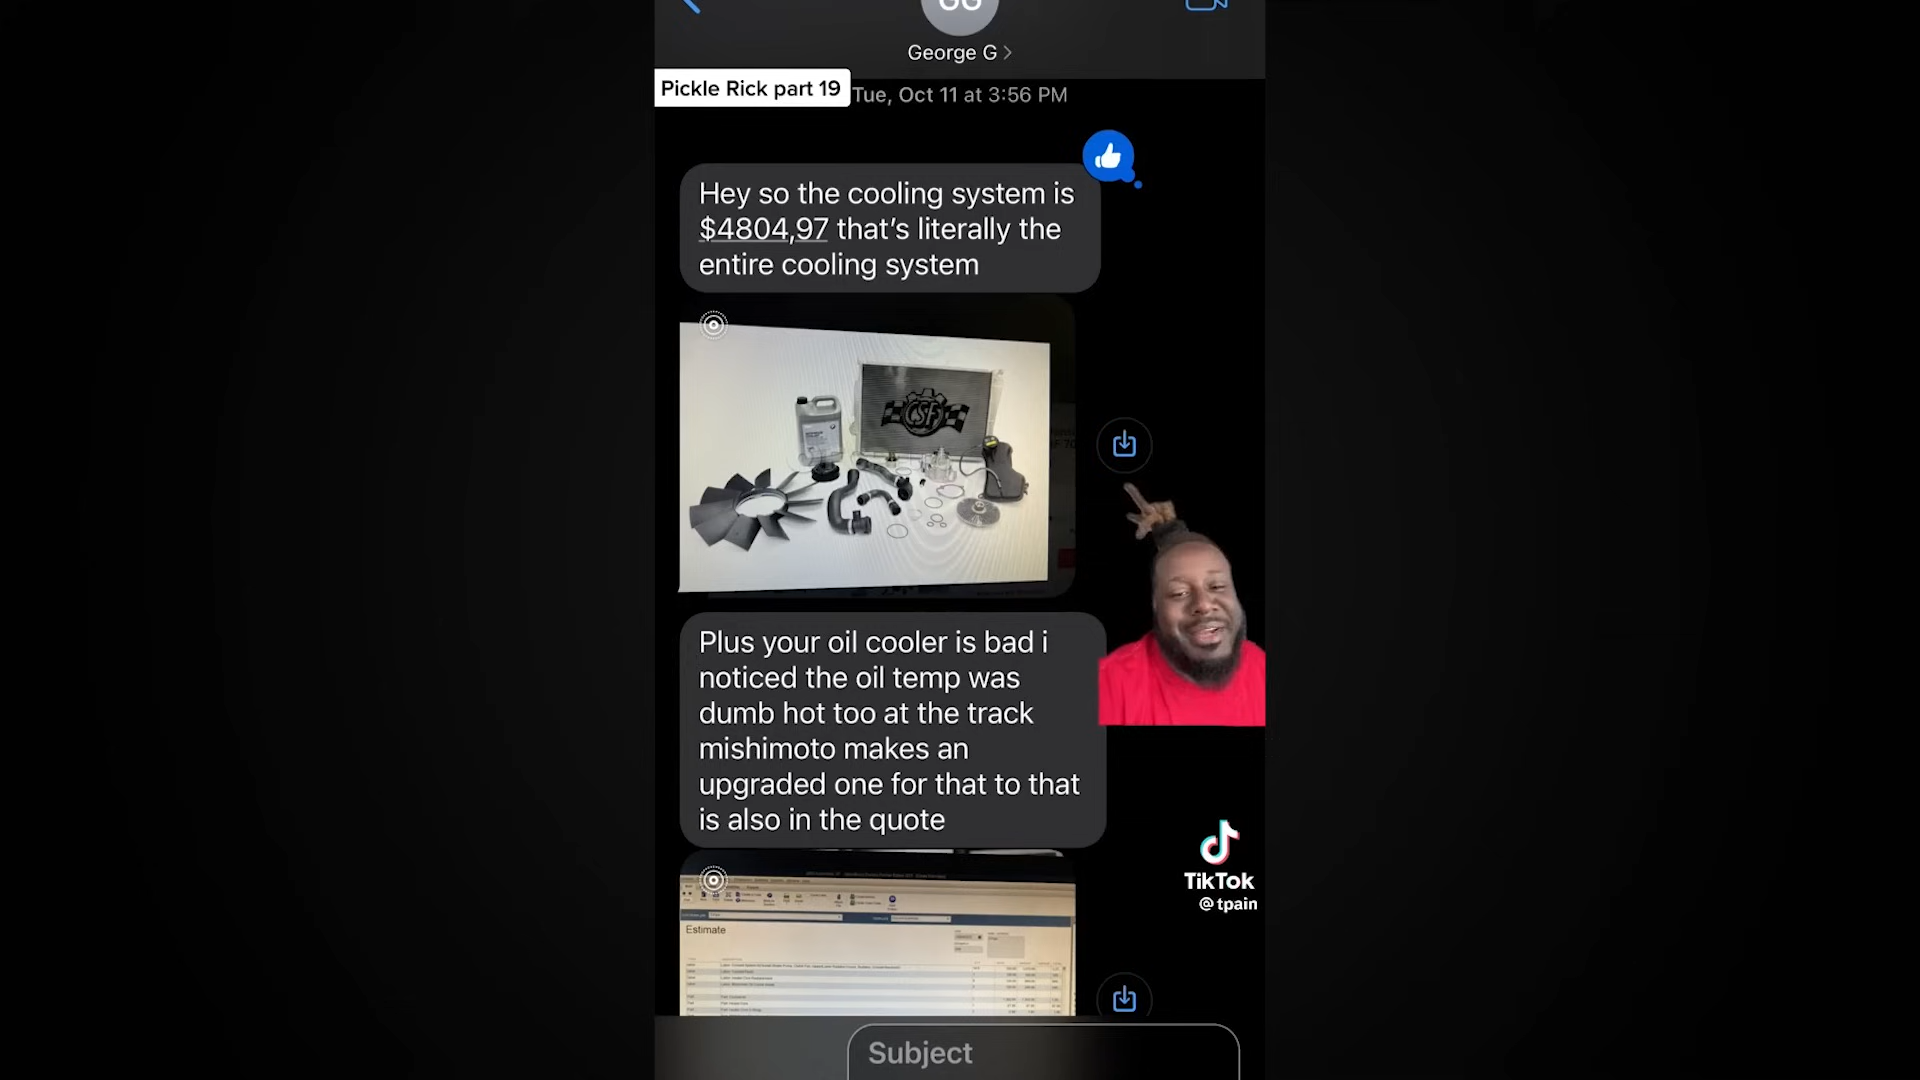 George G
Pickle Rick part 19
Tue, Oct 11 at 3:56 PM
Hey so the cooling system is
$4804,97 that's literally the
entire cooling system
CSF
Plus your oil cooler is bad i
noticed the oil temp was
dumb hot too at the track
mishimoto makes an
upgraded one for that to that
is also in the quote
Estimate
TikTok
@tpain
Subject